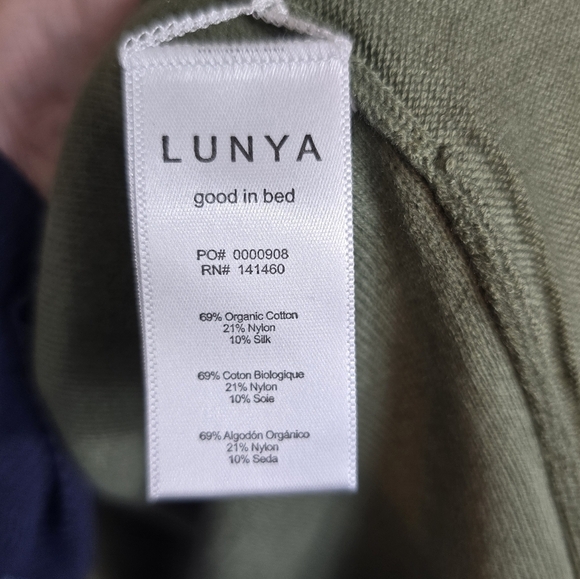 LUNYA
good in bed
PO# 0000908
RN# 141460
69% Organic Cotton
21% Nylon
10% Silk
69% Coton Biologique
21% Nylon
10% Soie
69% Algodón Orgánico
21% Nylon
10% Seda